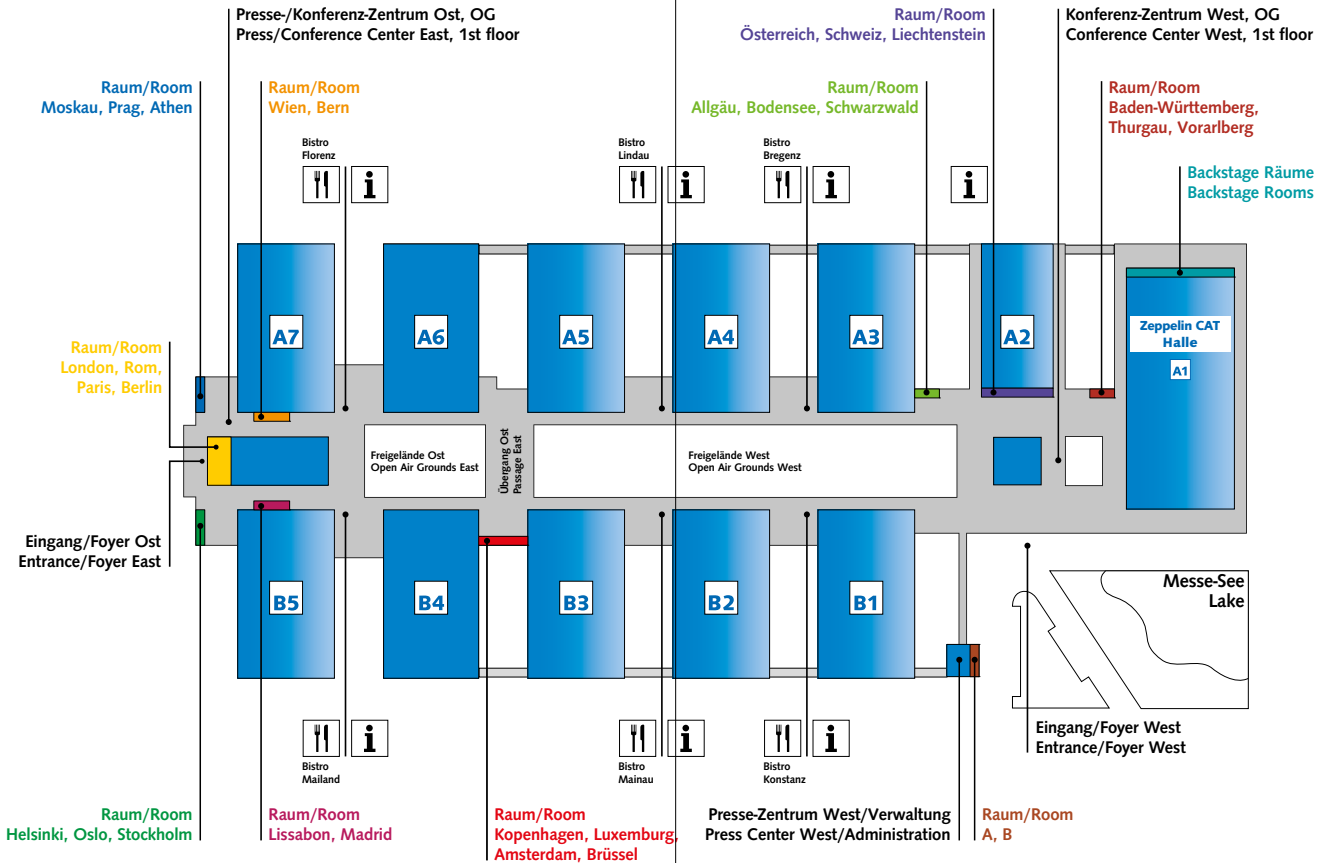 Presse-/Konferenz-Zentrum Ost, OG
Press/Conference Center East, 1st floor
Raum/Room
Österreich, Schweiz, Liechtenstein
Konferenz-Zentrum West, OG
Conference Center West, 1st floor
Raum/Room
Moskau, Prag, Athen
Raum/Room
Wien, Bern
Raum/Room
Allgäu, Bodensee, Schwarzwald
Raum/Room
Baden-Württemberg,
Thurgau, Vorarlberg
Bistro
Florenz
Bistro
Lindau
Bistro
Bregenz
i
i
i
i
Backstage Räume
Backstage Rooms
A7
A6
A5
A4
A3
A2
Zeppelin CAT
Halle
A1
Raum/Room
London, Rom,
Paris, Berlin
Freigelände Ost
Open Air Grounds East
Übergang Ost
Passage East
Freigelände West
Open Air Grounds West
Eingang/Foyer Ost
Entrance/Foyer East
B5
B4
B3
B2
B1
Messe-See
Lake
Eingang/Foyer West
Entrance/Foyer West
i
i
i
Bistro
Mailand
Bistro
Mainau
Bistro
Konstanz
Raum/Room
Helsinki, Oslo, Stockholm
Raum/Room
Lissabon, Madrid
Raum/Room
Kopenhagen, Luxemburg,
Amsterdam, Brüssel
Presse-Zentrum West/Verwaltung
Press Center West/Administration
Raum/Room
A, B